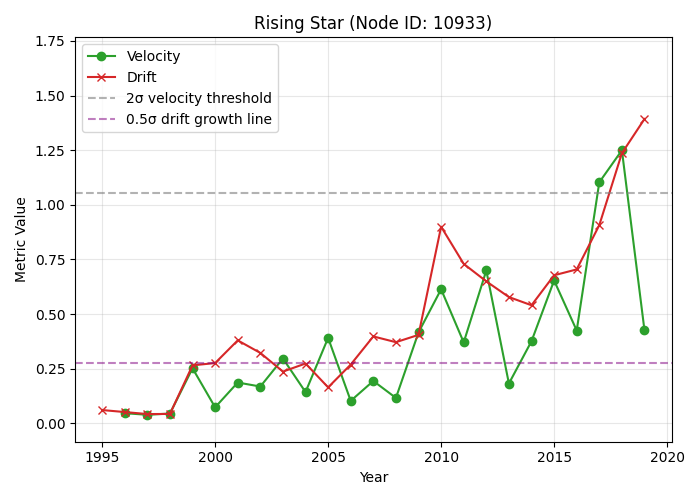 Rising Star (Node ID: 10933)
Velocity
Drift
2σ velocity threshold
0.5σ drift growth line
Metric Value
1.75
1.50
1.25
1.00
0.75
0.50
0.25
0.00
1995
2000
2005
2010
2015
2020
Year